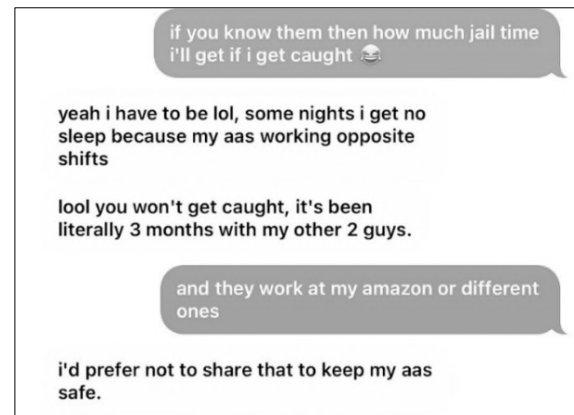 if you know them then how much jail time
i'll get if i get caught 😂
yeah i have to be lol, some nights i get no
sleep because my aas working opposite
shifts
lool you won't get caught, it's been
literally 3 months with my other 2 guys.
and they work at my amazon or different
ones
i'd prefer not to share that to keep my aas
safe.